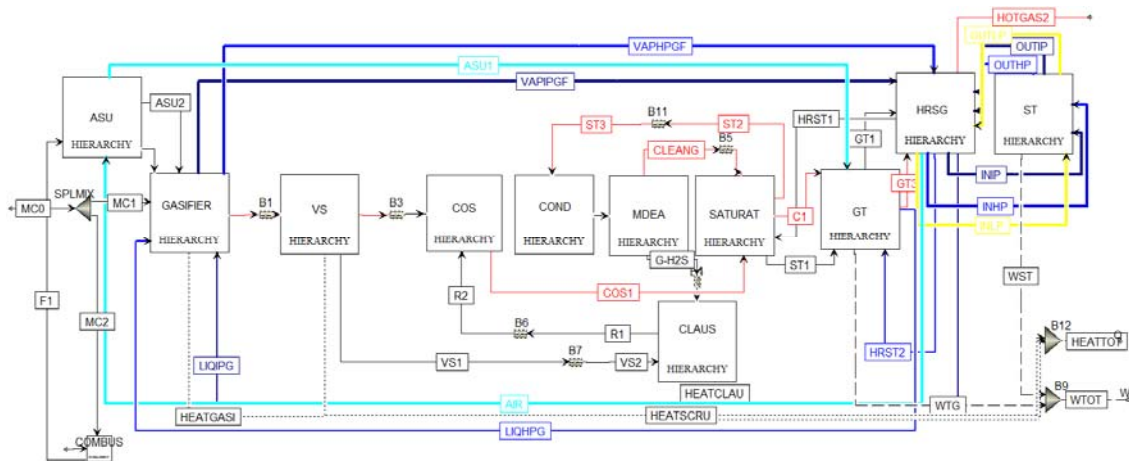 HOTGAS2
VAPHPGF
OUTIP
ASU1
OUTHP
VAPIPGF
ASU
HIERARCHY
ASU2
ST3
B11
ST2
HRST1
HRSG
HIERARCHY
ST
HIERARCHY
CLEANG
B5
GT1
SPLMIX
MC0
MC1
GASIFIER
HIERARCHY
B1
VS
HIERARCHY
B3
COS
HIERARCHY
COND
HIERARCHY
MDEA
HIERARCHY
SATURAT
HIERARCHY
C1
GT
HIERARCHY
GT3
INIP
INHP
INLP
G-H2S
ST1
WST
F1
MC2
R2
COS1
CLAUS
HIERARCHY
B6
R1
LIQIPG
VS1
B7
VS2
HRST2
B12
Q
HEATTOT
HEATCLAU
AIR
HEATGASI
HEATSCRU
WTG
B9
WTOT
W
LIQHPG
COMBUS